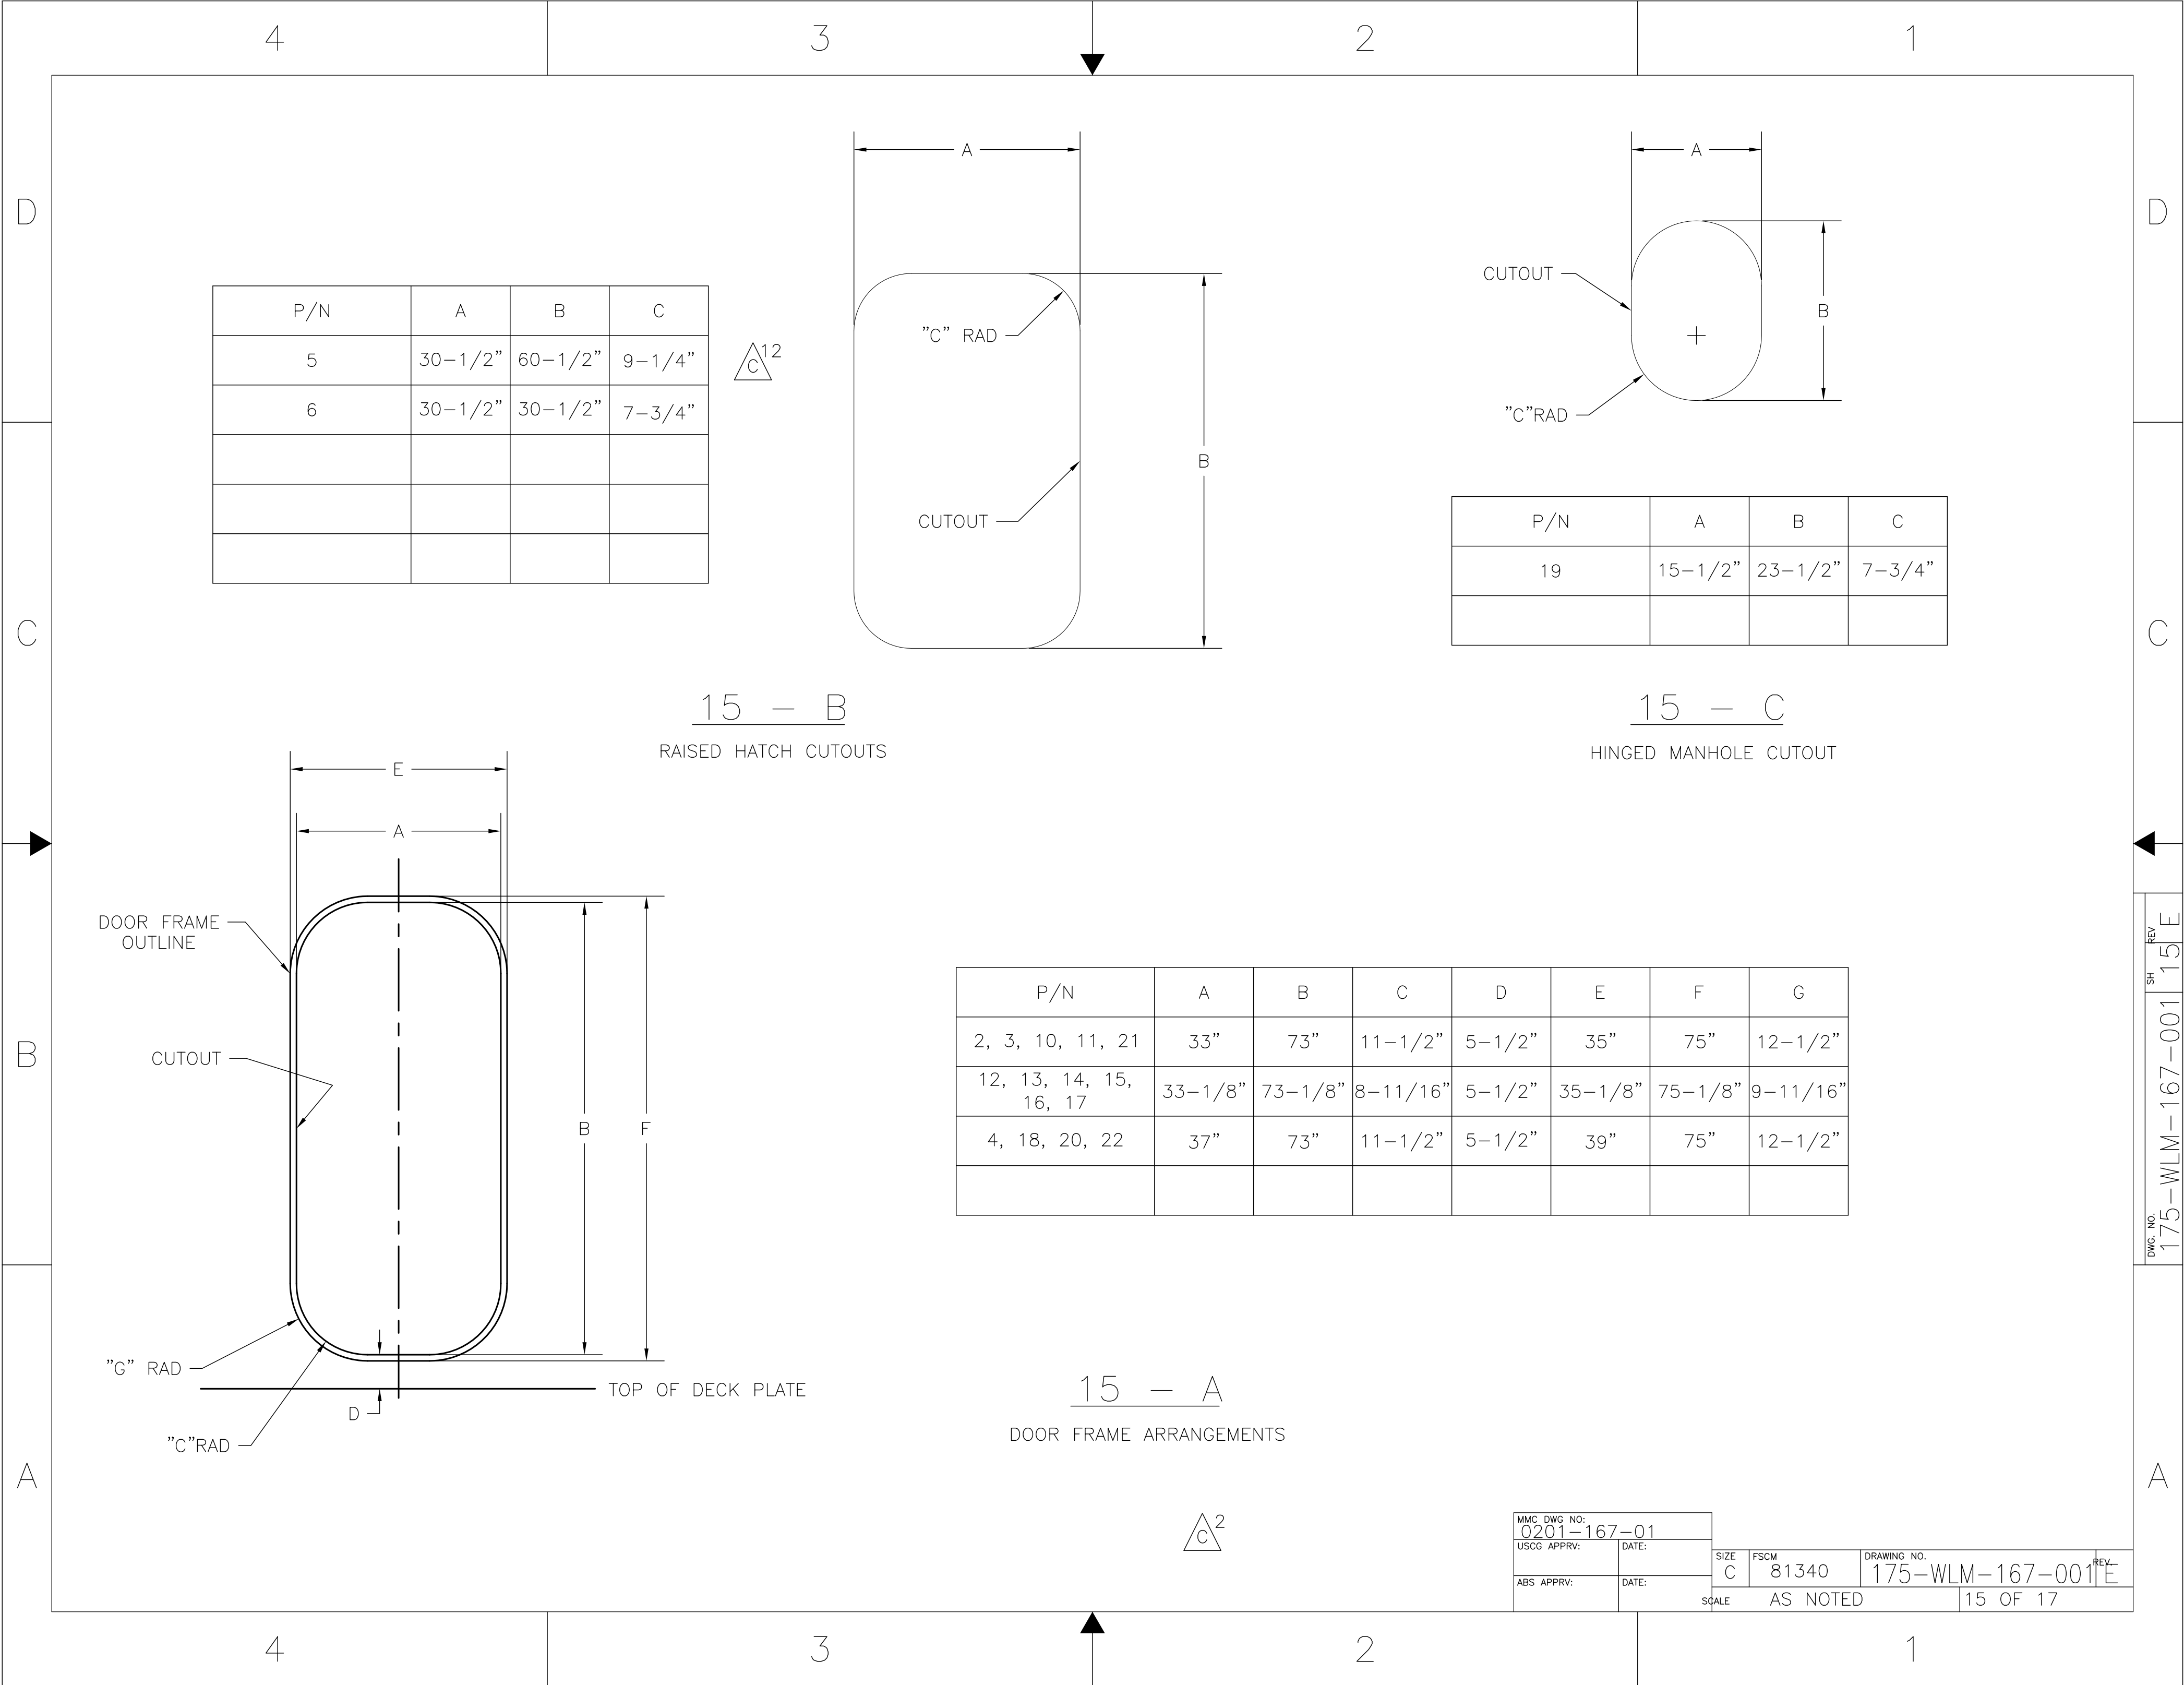 4 3 2 1
D D
C C
B B
A A
P/N A B C
5 30-1/2" 60-1/2" 9-1/4"
6 30-1/2" 30-1/2" 7-3/4"
C 12
A
"C" RAD
CUTOUT
B
15 - B
RAISED HATCH CUTOUTS
A
CUTOUT
B
"C"RAD
P/N A B C
19 15-1/2" 23-1/2" 7-3/4"
15 - C
HINGED MANHOLE CUTOUT
E
A
DOOR FRAME
OUTLINE
CUTOUT
B F
"G" RAD
TOP OF DECK PLATE
D
"C"RAD
P/N A B C D E F G
2, 3, 10, 11, 21 33" 73" 11-1/2" 5-1/2" 35" 75" 12-1/2"
12, 13, 14, 15,
16, 17 33-1/8" 73-1/8" 8-11/16" 5-1/2" 35-1/8" 75-1/8" 9-11/16"
4, 18, 20, 22 37" 73" 11-1/2" 5-1/2" 39" 75" 12-1/2"
15 - A
DOOR FRAME ARRANGEMENTS
C 2
DWG. NO. SH REV
175-WLM-167-001 15 E
MMC DWG NO:
0201-167-01
USCG APPRV: DATE:
ABS APPRV: DATE:
SIZE FSCM DRAWING NO. REV.
C 81340 175-WLM-167-001 E
SCALE AS NOTED 15 OF 17
4 3 2 1